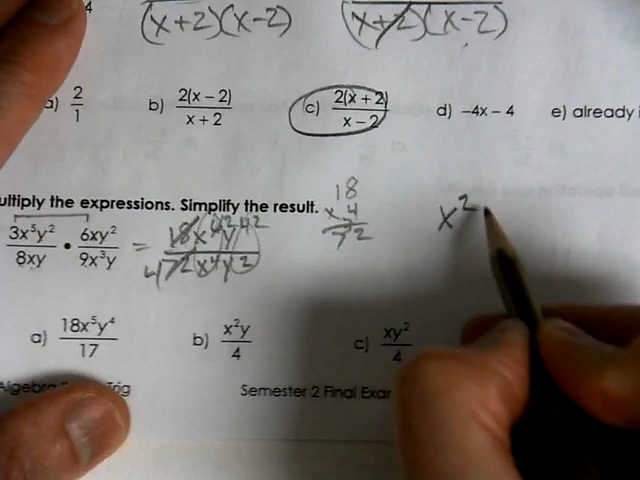 (x+2)(x-2) (x+2)(x-2)
a) 2/1 b) 2(x – 2)/x + 2 c) 2(x + 2)/x – 2 d) –4x – 4 e) already
ultiply the expressions. Simplify the result.
18
x 4
72
3x⁵y²/8xy • 6xy²/9x³y =
x²
a) 18x⁵y⁴/17 b) x²y/4 c) xy²/4
Algebra Trig Semester 2 Final Exam